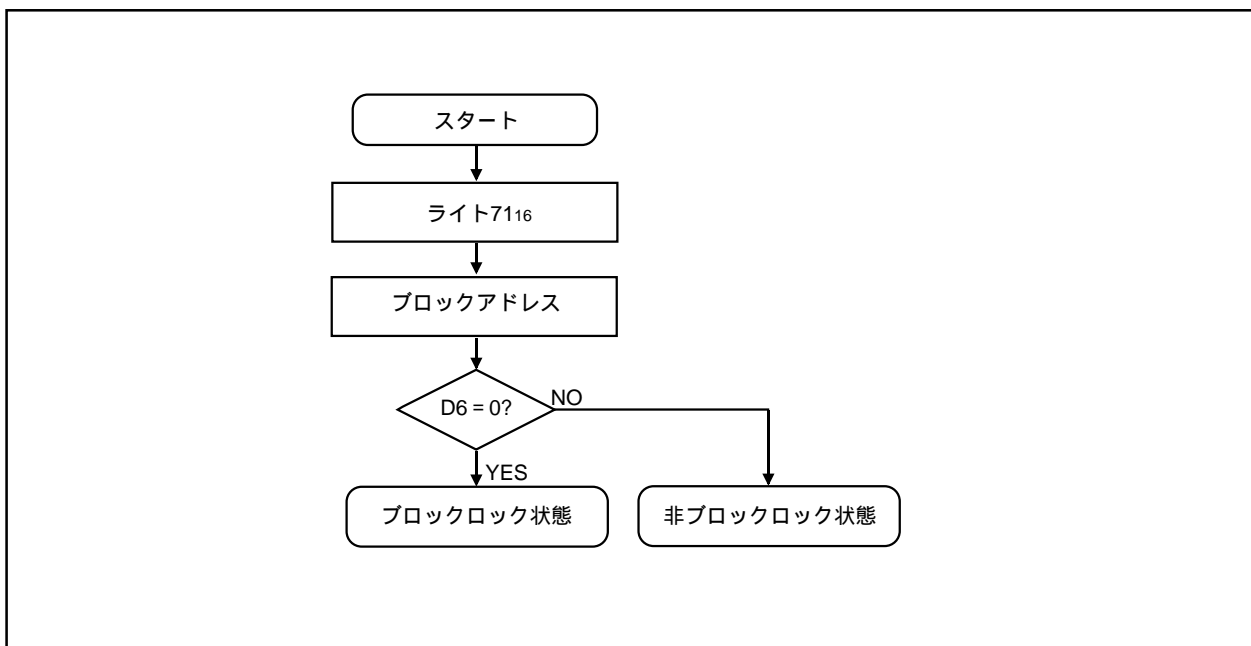 スタート
ライト7116
ブロックアドレス
D6 = 0?
NO
YES
ブロックロック状態
非ブロックロック状態